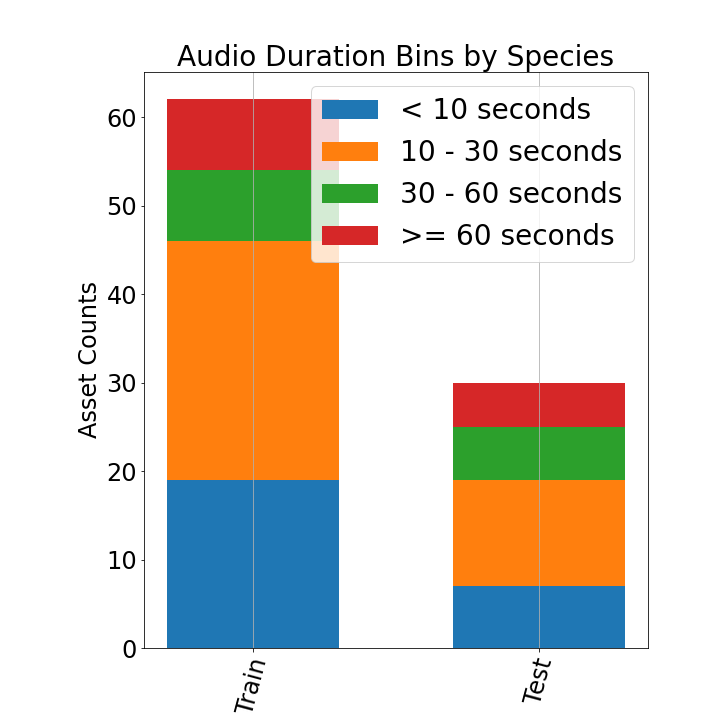 Audio Duration Bins by Species
< 10 seconds
10 - 30 seconds
30 - 60 seconds
>= 60 seconds
Asset Counts
60
50
40
30
20
10
0
Train
Test